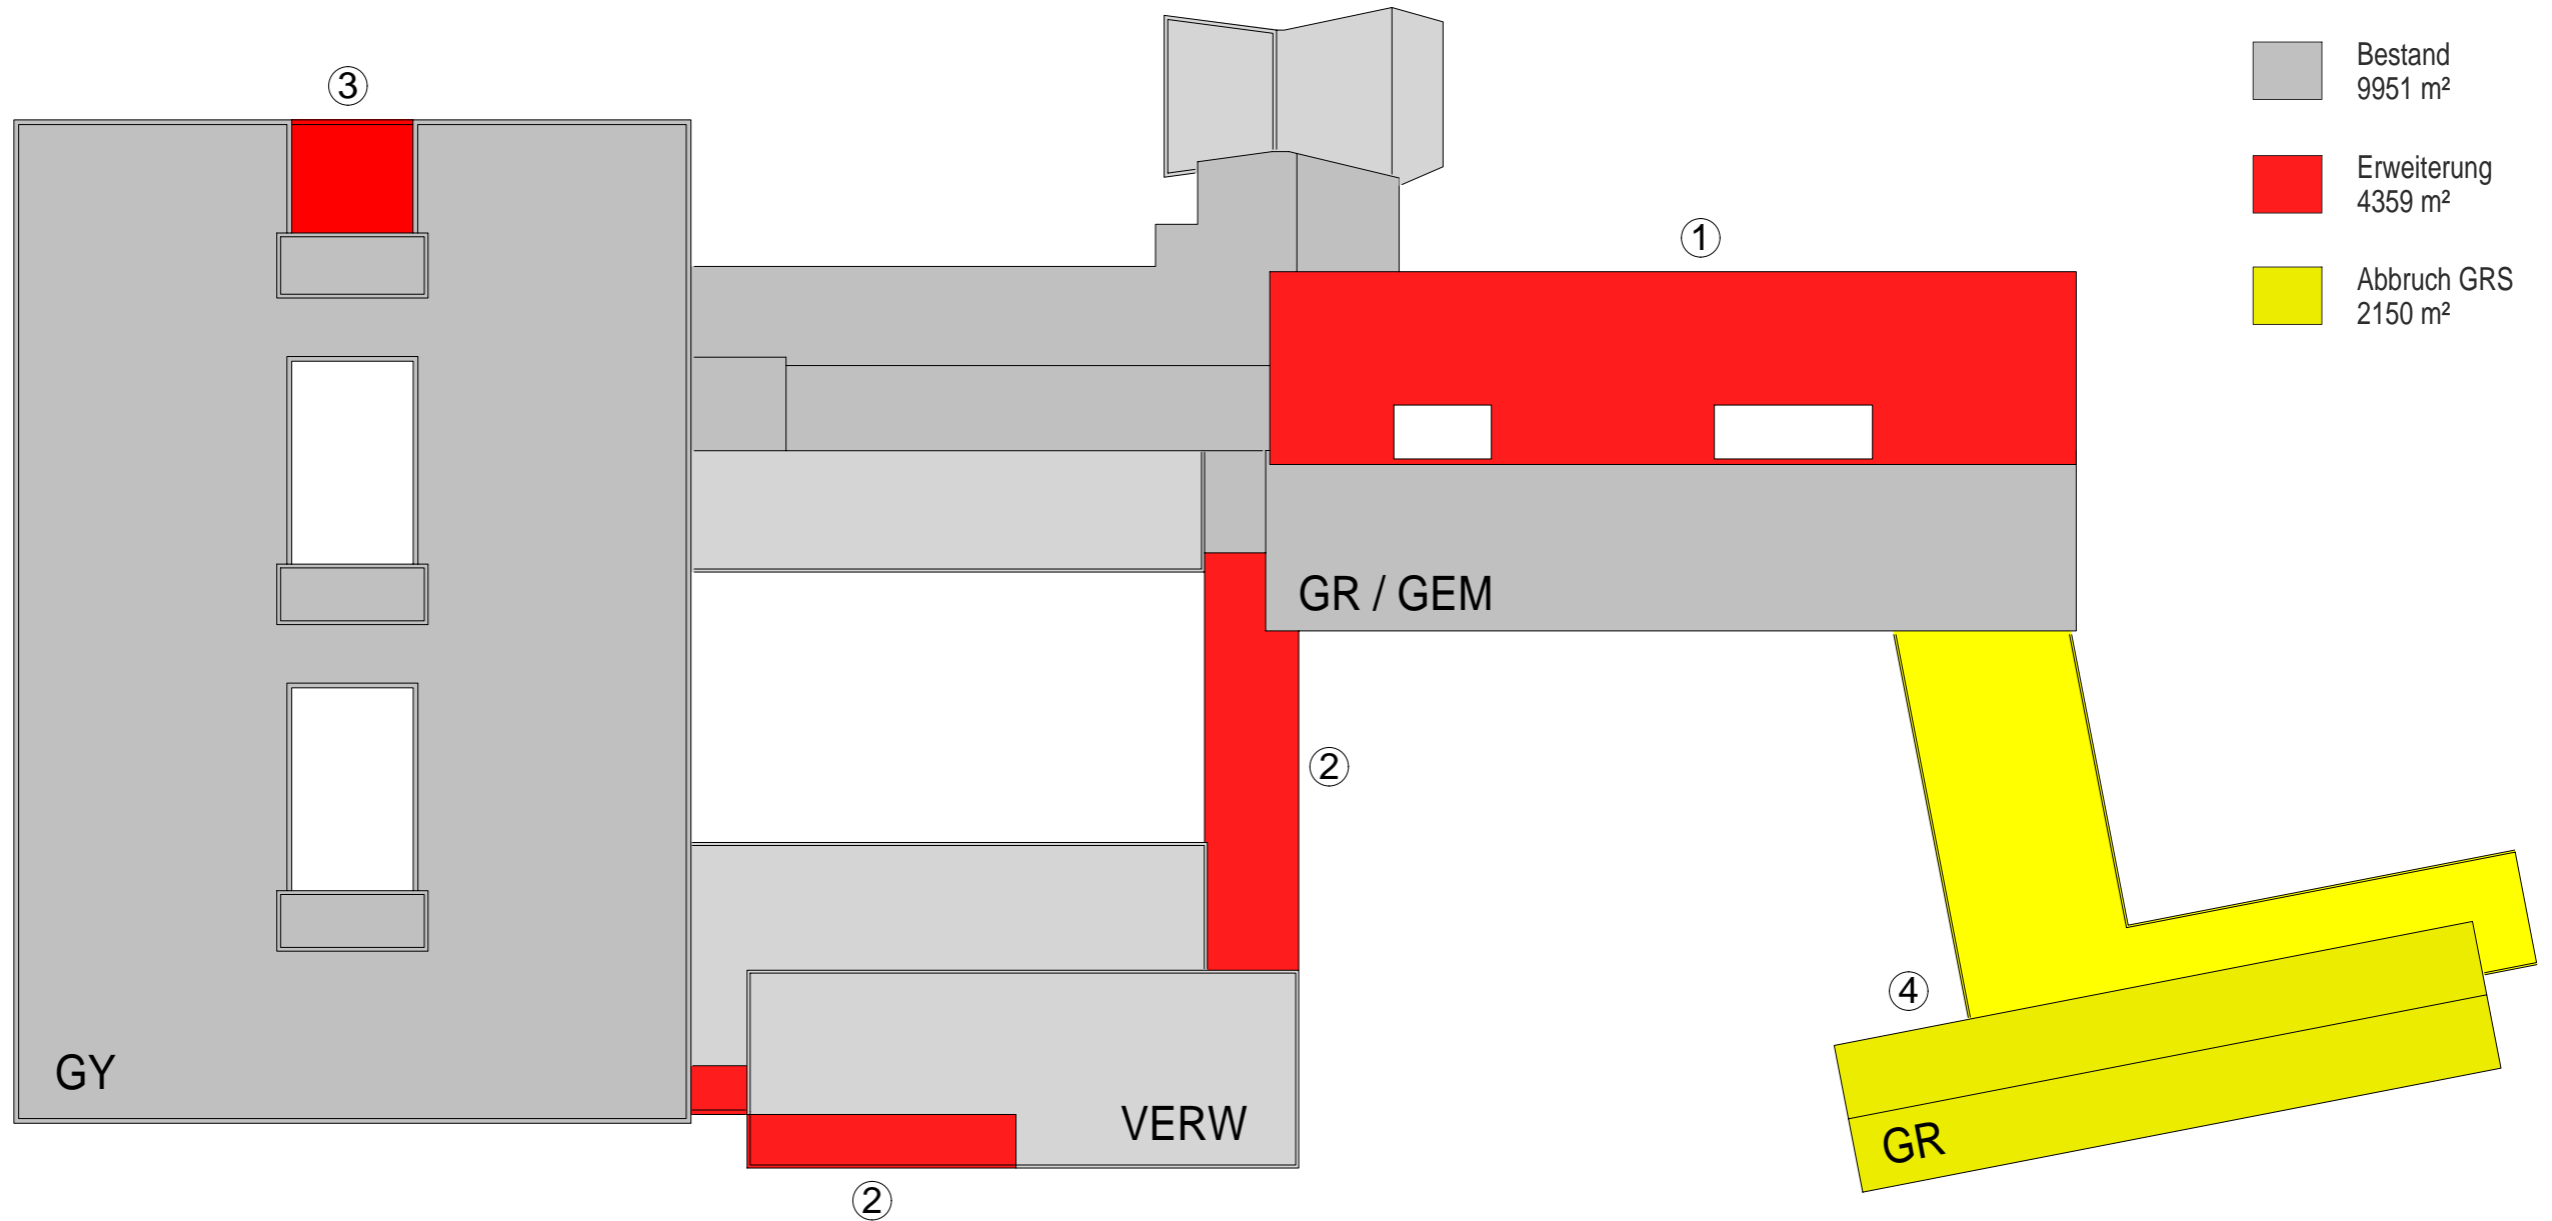 ③
Bestand
9951 m²
①
Erweiterung
4359 m²
Abbruch GRS
2150 m²
GR / GEM
②
④
GY
VERW
GR
②